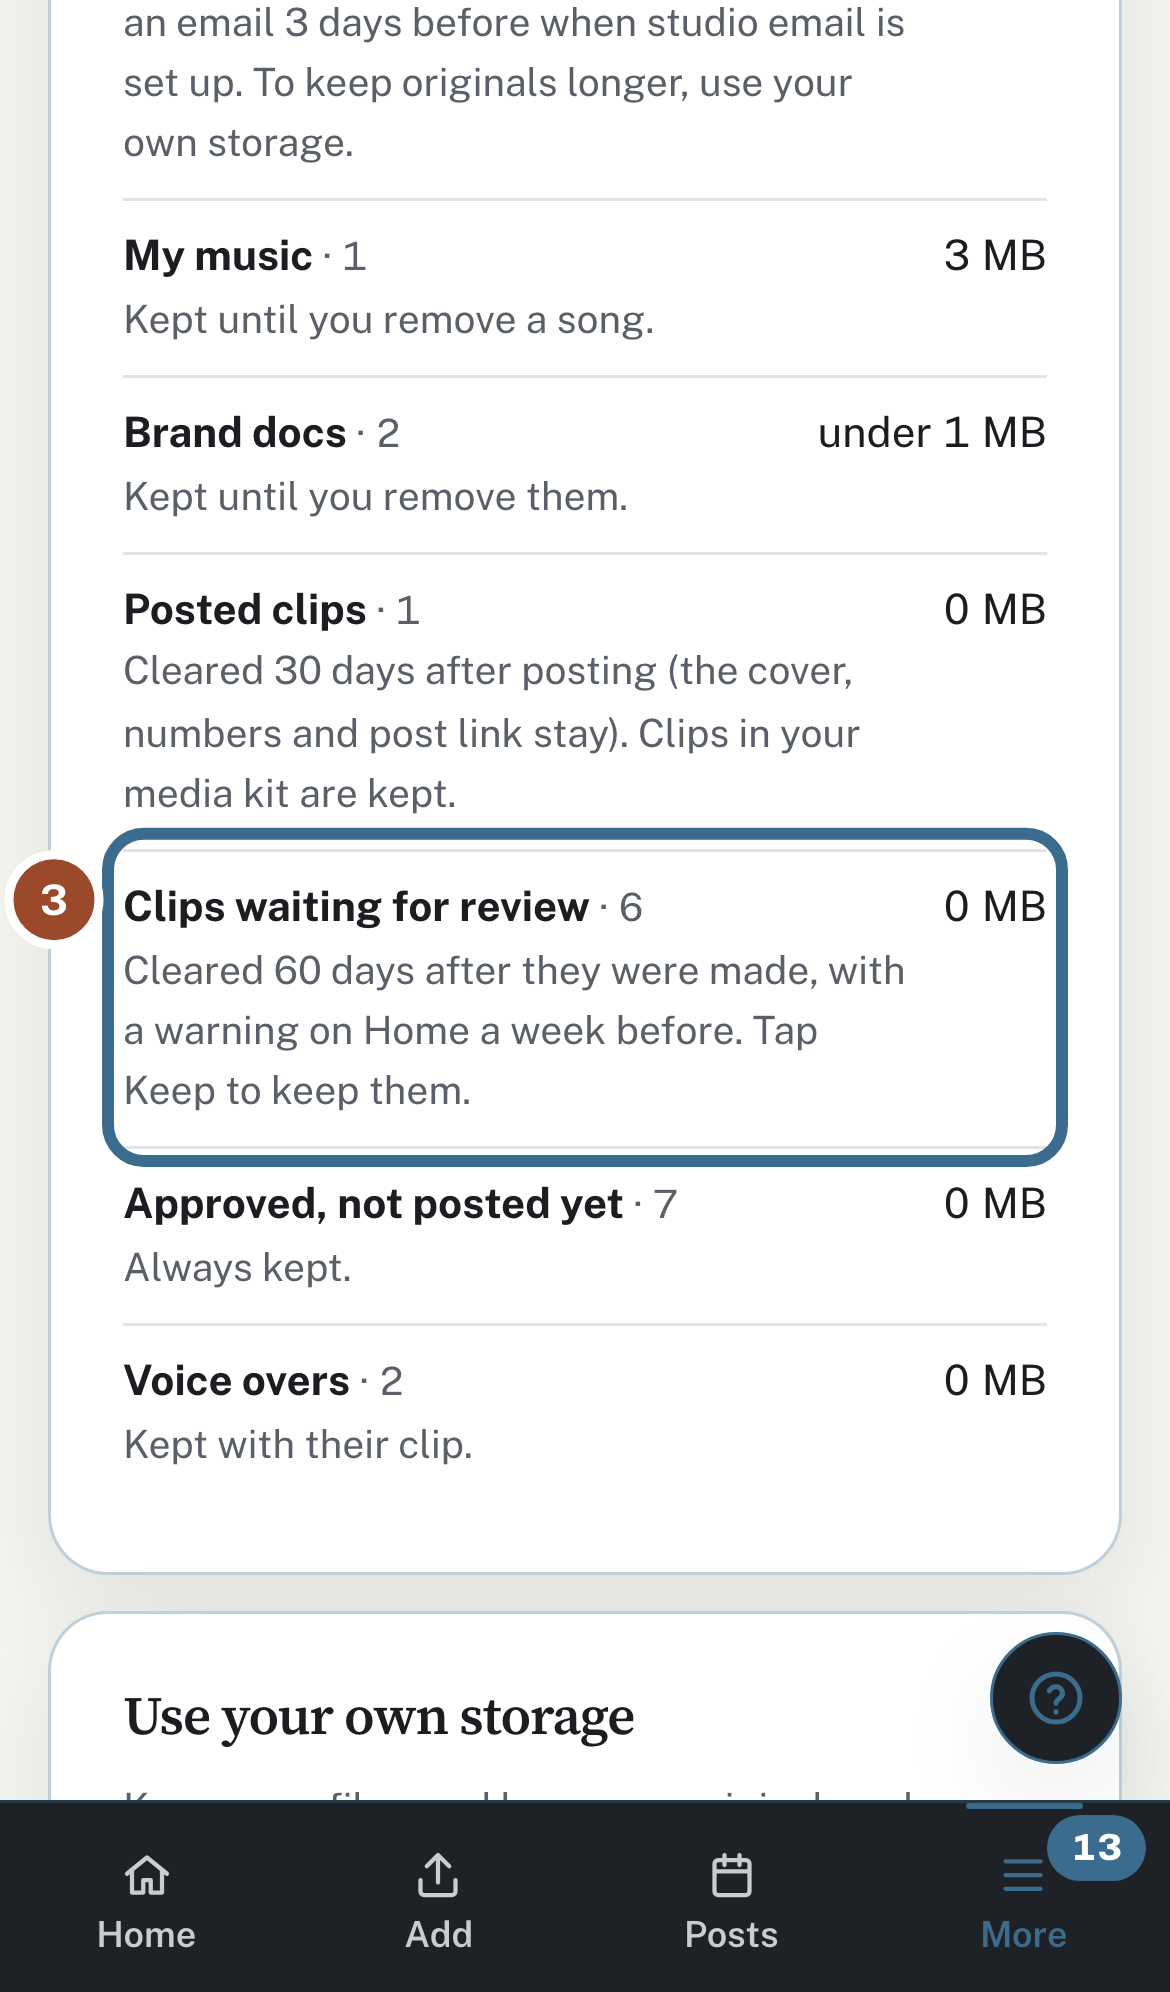 an email 3 days before when studio email is
set up. To keep originals longer, use your
own storage.
My music · 1 3 MB
Kept until you remove a song.
Brand docs · 2 under 1 MB
Kept until you remove them.
Posted clips · 1 0 MB
Cleared 30 days after posting (the cover,
numbers and post link stay). Clips in your
media kit are kept.
3
Clips waiting for review · 6 0 MB
Cleared 60 days after they were made, with
a warning on Home a week before. Tap
Keep to keep them.
Approved, not posted yet · 7 0 MB
Always kept.
Voice overs · 2 0 MB
Kept with their clip.
Use your own storage
13
Home Add Posts More